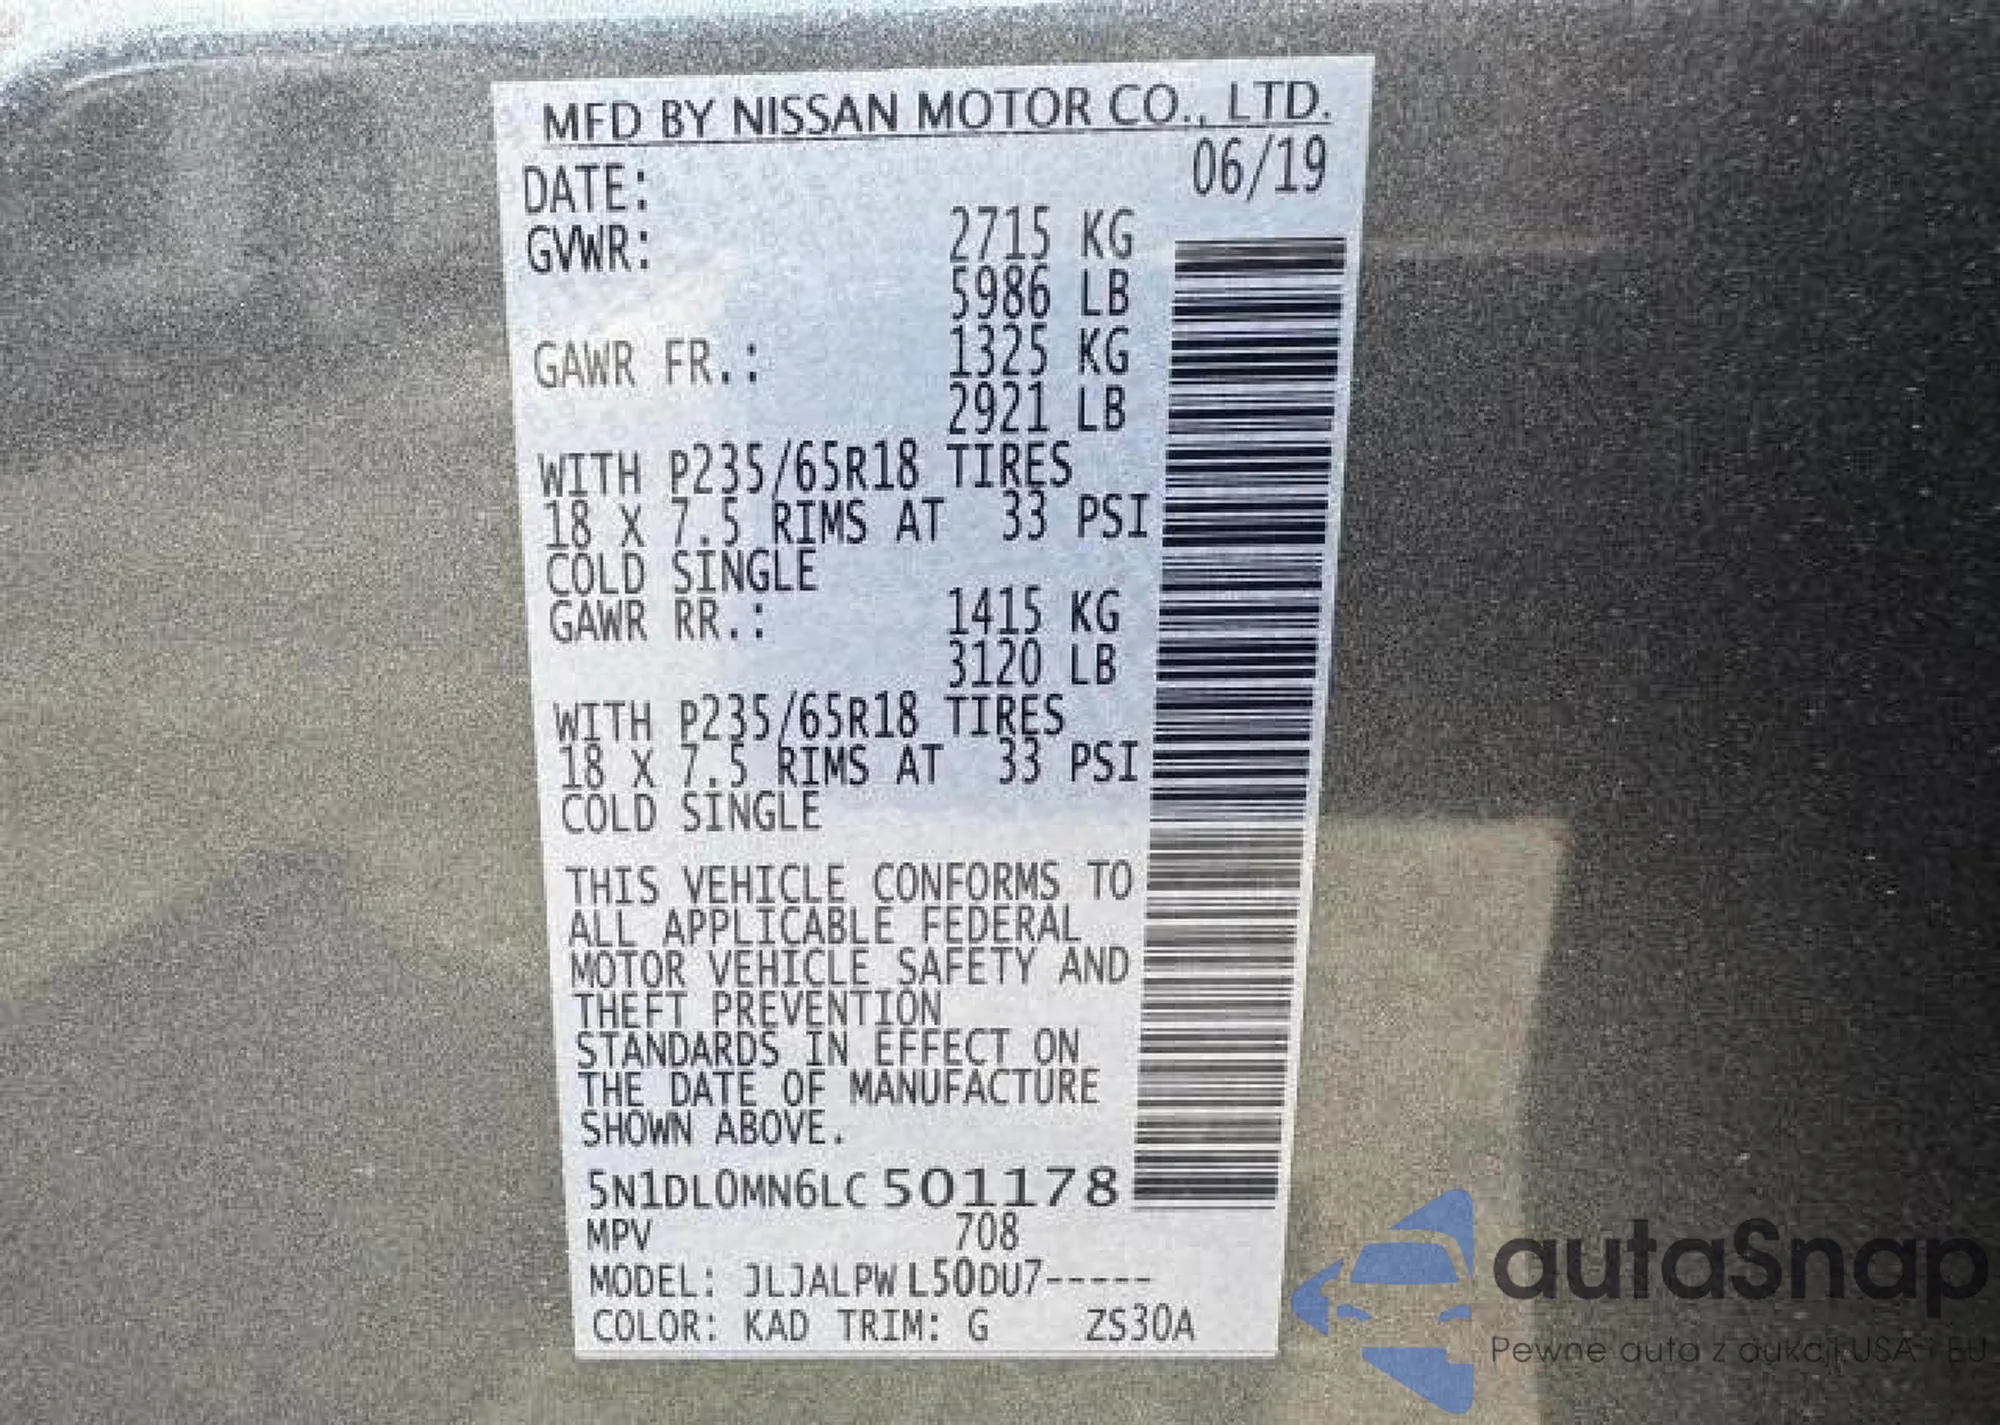 MFD BY NISSAN MOTOR CO., LTD.
DATE: 06/19
GVWR: 2715 KG
5986 LB
GAWR FR.: 1325 KG
2921 LB
WITH P235/65R18 TIRES
18 X 7.5 RIMS AT 33 PSI
COLD SINGLE
GAWR RR.: 1415 KG
3120 LB
WITH P235/65R18 TIRES
18 X 7.5 RIMS AT 33 PSI
COLD SINGLE
THIS VEHICLE CONFORMS TO
ALL APPLICABLE FEDERAL
MOTOR VEHICLE SAFETY AND
THEFT PREVENTION
STANDARDS IN EFFECT ON
THE DATE OF MANUFACTURE
SHOWN ABOVE.
5N1DL0MN6LC 501178
MPV 708
MODEL: JLJALPW L50DU7-----
COLOR: KAD TRIM: G ZS30A
autaSnap
Pewne auta z aukcji USA i EU